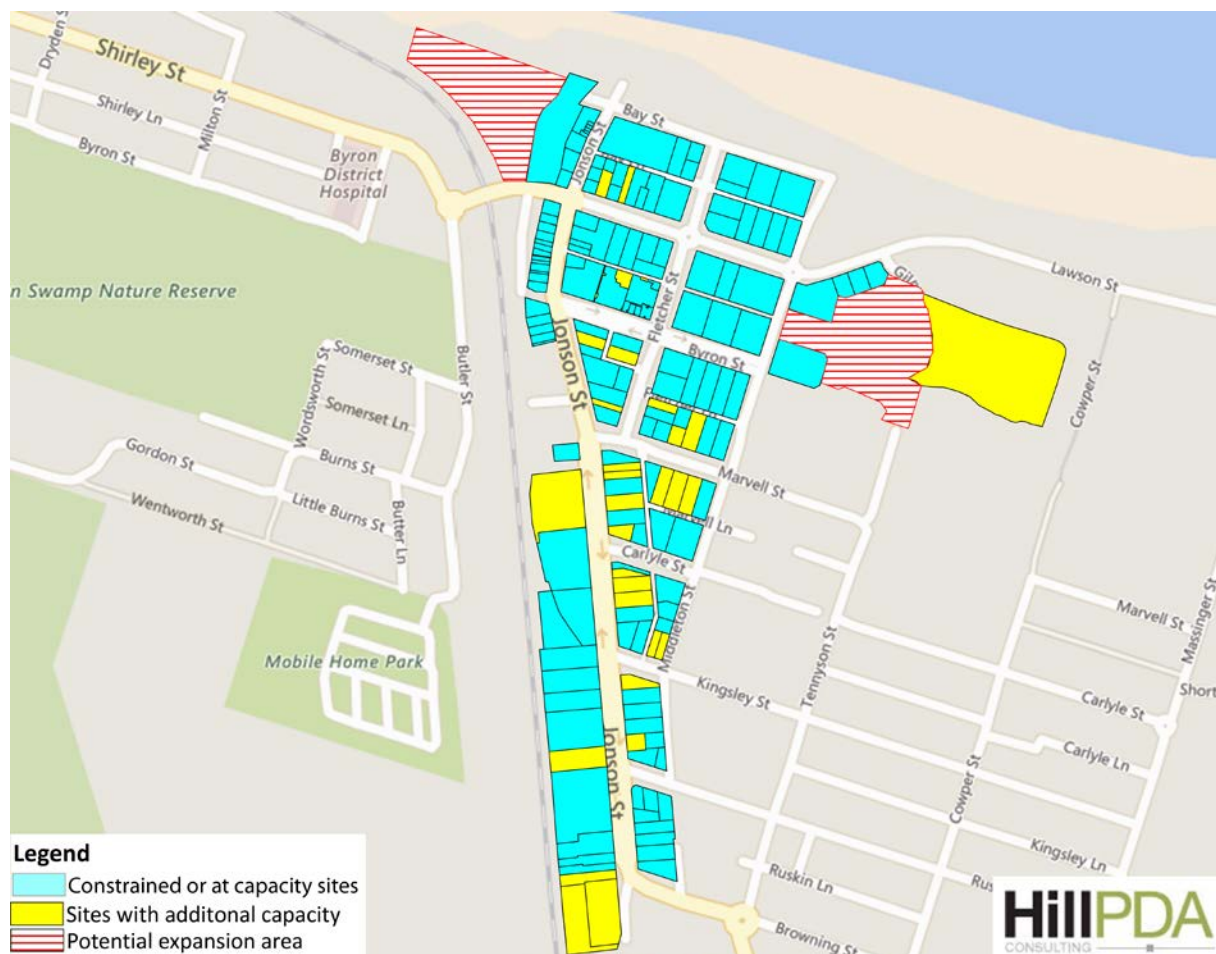 Dryden S
Shirley St
Shirley Ln
Milton St
Byron St
Byron
District
Hospital
Bay St
Jonson St
Lawson St
n Swamp Nature Reserve
Fletcher St
Jonson St
Byron St
Somerset St
Butler St
Wordsworth St
Somerset Ln
Cowper St
Gordon St
Burns St
Little Burns St
Wentworth St
Butter Ln
Marvell St
Carlyle St
Middleton St
Marvell St
Massinger St
Mobile Home Park
Kingsley St
Tennyson St
Carlyle St
Short
Carlyle Ln
Jonson St
Cowper St
Kingsley Ln
Ruskin Ln
Rus
Browning St
Legend
Constrained or at capacity sites
Sites with additonal capacity
Potential expansion area
HillPDA
CONSULTING